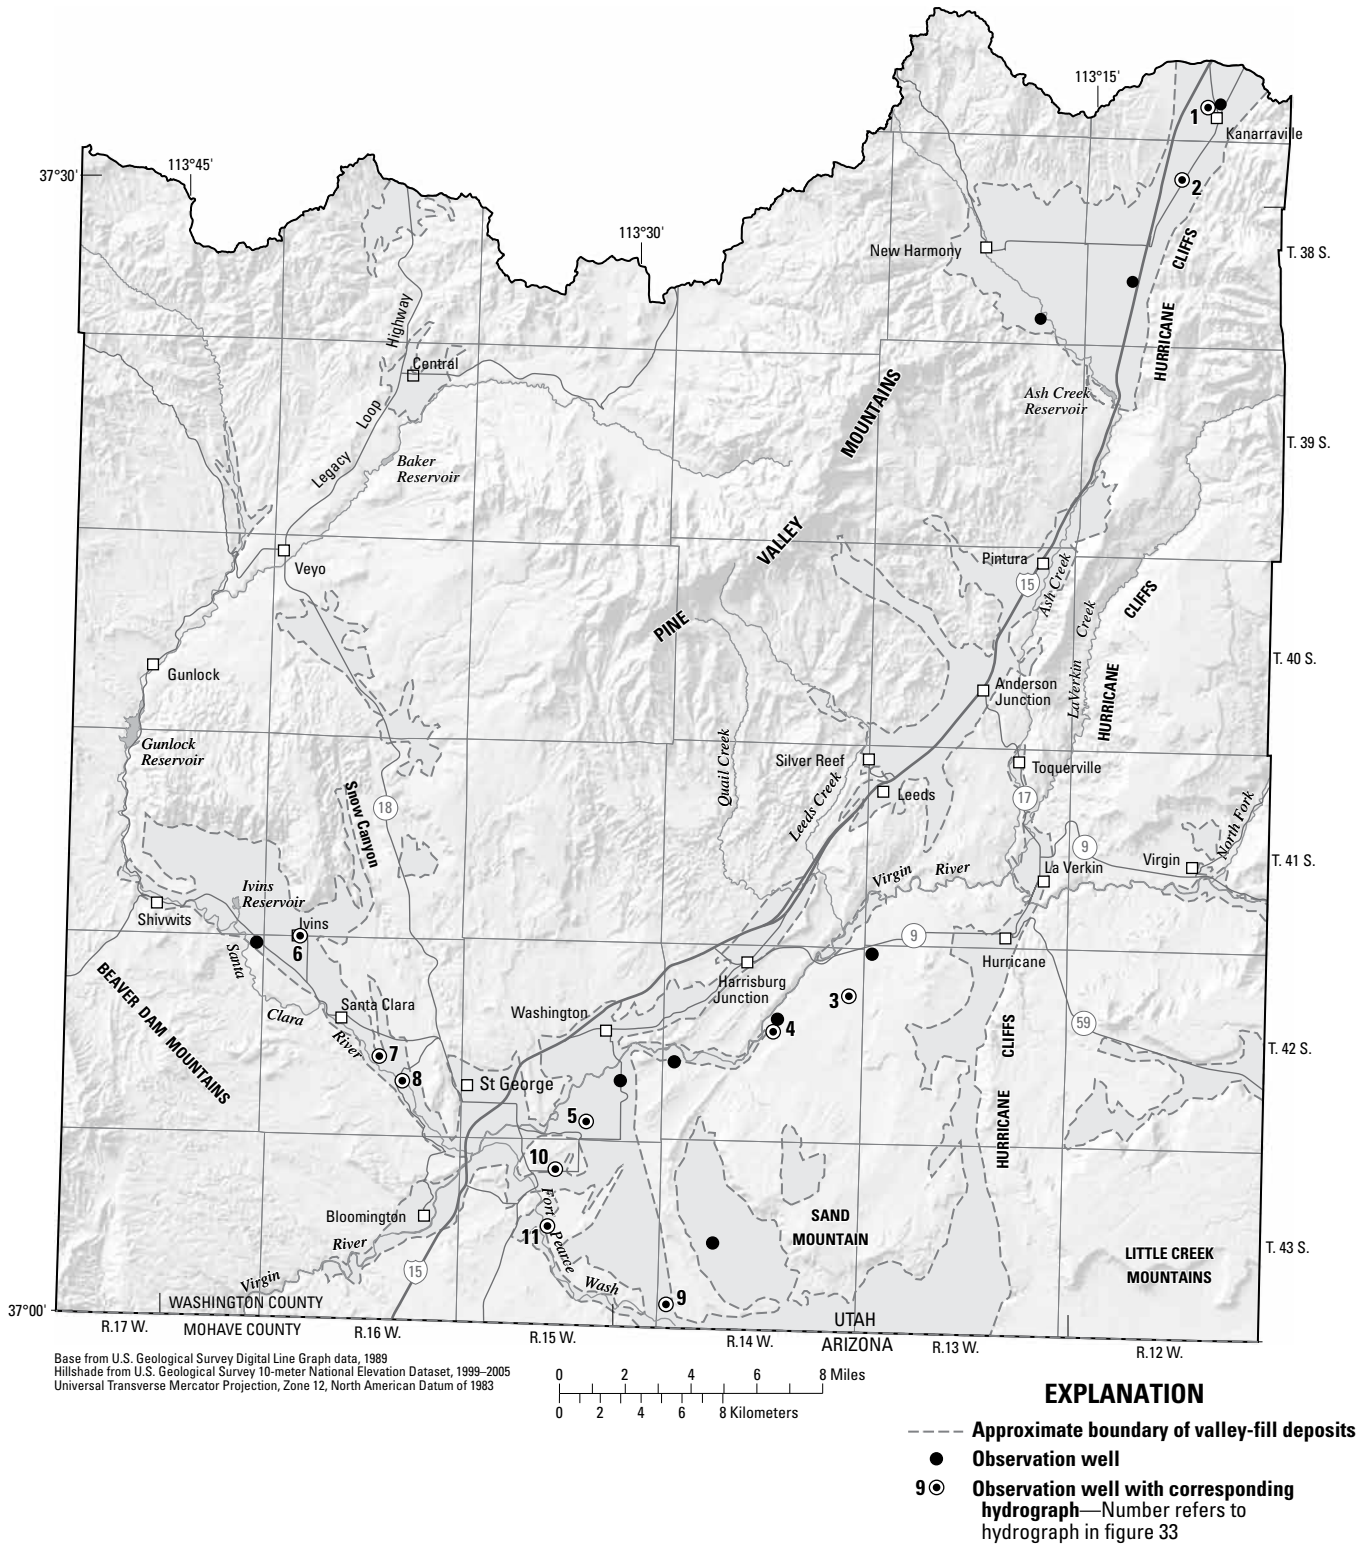 113°15'
1
Kanarraville
113°45'
37°30'
2
113°30'
New Harmony
CLIFFS
T. 38 S.
HURRICANE
Highway
Central
Ash Creek
Reservoir
MOUNTAINS
Loop
T. 39 S.
Legacy
Baker
Reservoir
VALLEY
Veyo
Pintura
15
Ash Creek
CLIFFS
PINE
LaVerkin Creek
T. 40 S.
Gunlock
Anderson
Junction
HURRICANE
Gunlock
Reservoir
Quail Creek
Silver Reef
Toquerville
Snow Canyon
18
Leeds Creek
Leeds
17
North Fork
9
Virgin
T. 41 S.
Virgin River
La Verkin
Ivins
Reservoir
Shivwits
Ivins
6
9
Hurricane
Santa
Clara
River
BEAVER DAM MOUNTAINS
Harrisburg
Junction
3
Santa Clara
Washington
4
59
CLIFFS
7
T. 42 S.
8
St George
5
HURRICANE
10
Fort
Pearce
Wash
Bloomington
11
SAND
MOUNTAIN
River
Virgin
15
LITTLE CREEK
MOUNTAINS
T. 43 S.
9
37°00'
WASHINGTON COUNTY
MOHAVE COUNTY
UTAH
ARIZONA
R.17 W.
R.16 W.
R.15 W.
R.14 W.
R.13 W.
R.12 W.
Base from U.S. Geological Survey Digital Line Graph data, 1989
Hillshade from U.S. Geological Survey 10-meter National Elevation Dataset, 1999–2005
Universal Transverse Mercator Projection, Zone 12, North American Datum of 1983
0 2 4 6 8 Miles
0 2 4 6 8 Kilometers
EXPLANATION
Approximate boundary of valley-fill deposits
Observation well
9 Observation well with corresponding
hydrograph—Number refers to
hydrograph in figure 33